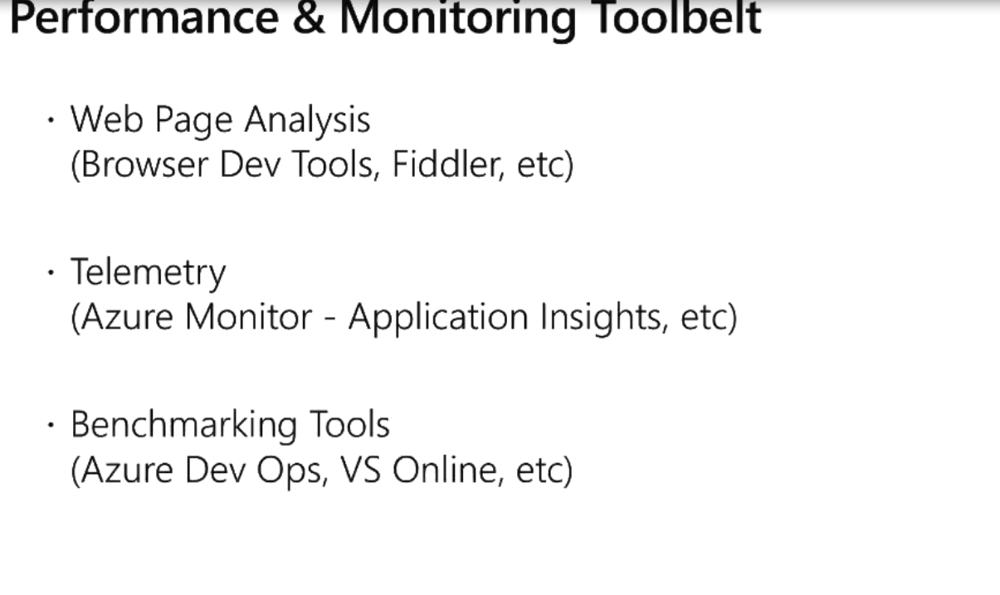 Performance & Monitoring Toolbelt
· Web Page Analysis
(Browser Dev Tools, Fiddler, etc)
· Telemetry
(Azure Monitor - Application Insights, etc)
· Benchmarking Tools
(Azure Dev Ops, VS Online, etc)